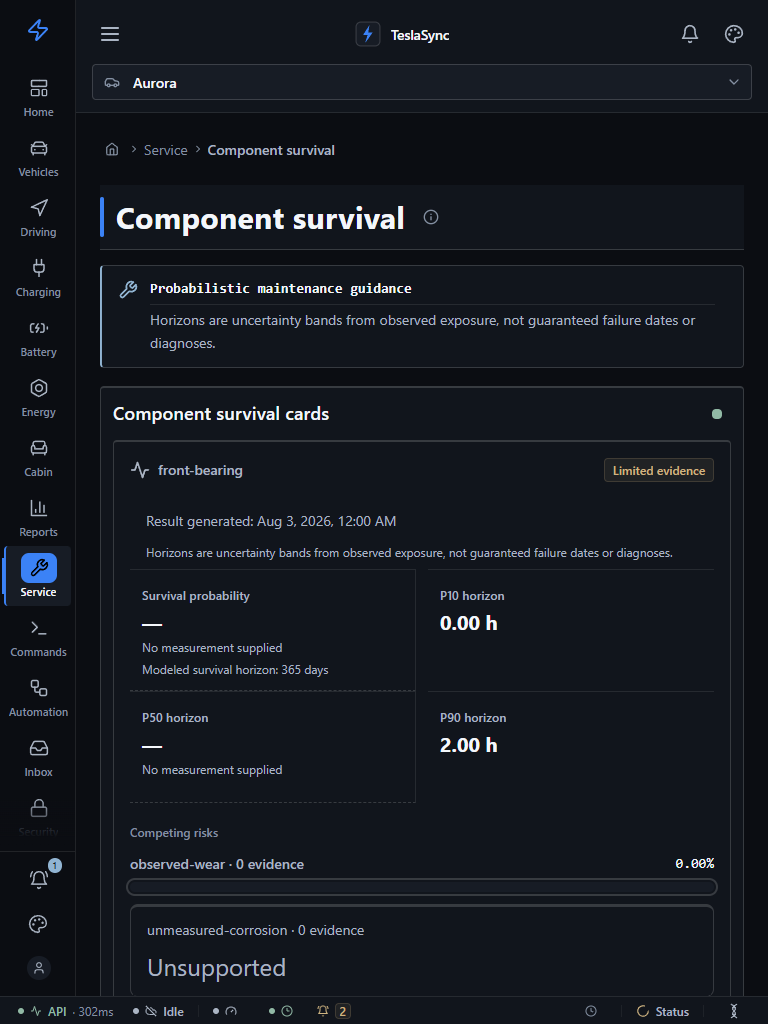 TeslaSync
Aurora
Home
Vehicles
Driving
Charging
Battery
Energy
Cabin
Reports
Service
Commands
Automation
Inbox
Security
1
Service
Component survival
Component survival
Probabilistic maintenance guidance
Horizons are uncertainty bands from observed exposure, not guaranteed failure dates or
diagnoses.
Component survival cards
front-bearing
Limited evidence
Result generated: Aug 3, 2026, 12:00 AM
Horizons are uncertainty bands from observed exposure, not guaranteed failure dates or diagnoses.
Survival probability
—
No measurement supplied
Modeled survival horizon: 365 days
P10 horizon
0.00 h
P50 horizon
—
No measurement supplied
P90 horizon
2.00 h
Competing risks
observed-wear · 0 evidence
0.00%
unmeasured-corrosion · 0 evidence
Unsupported
API · 302ms
Idle
2
Status